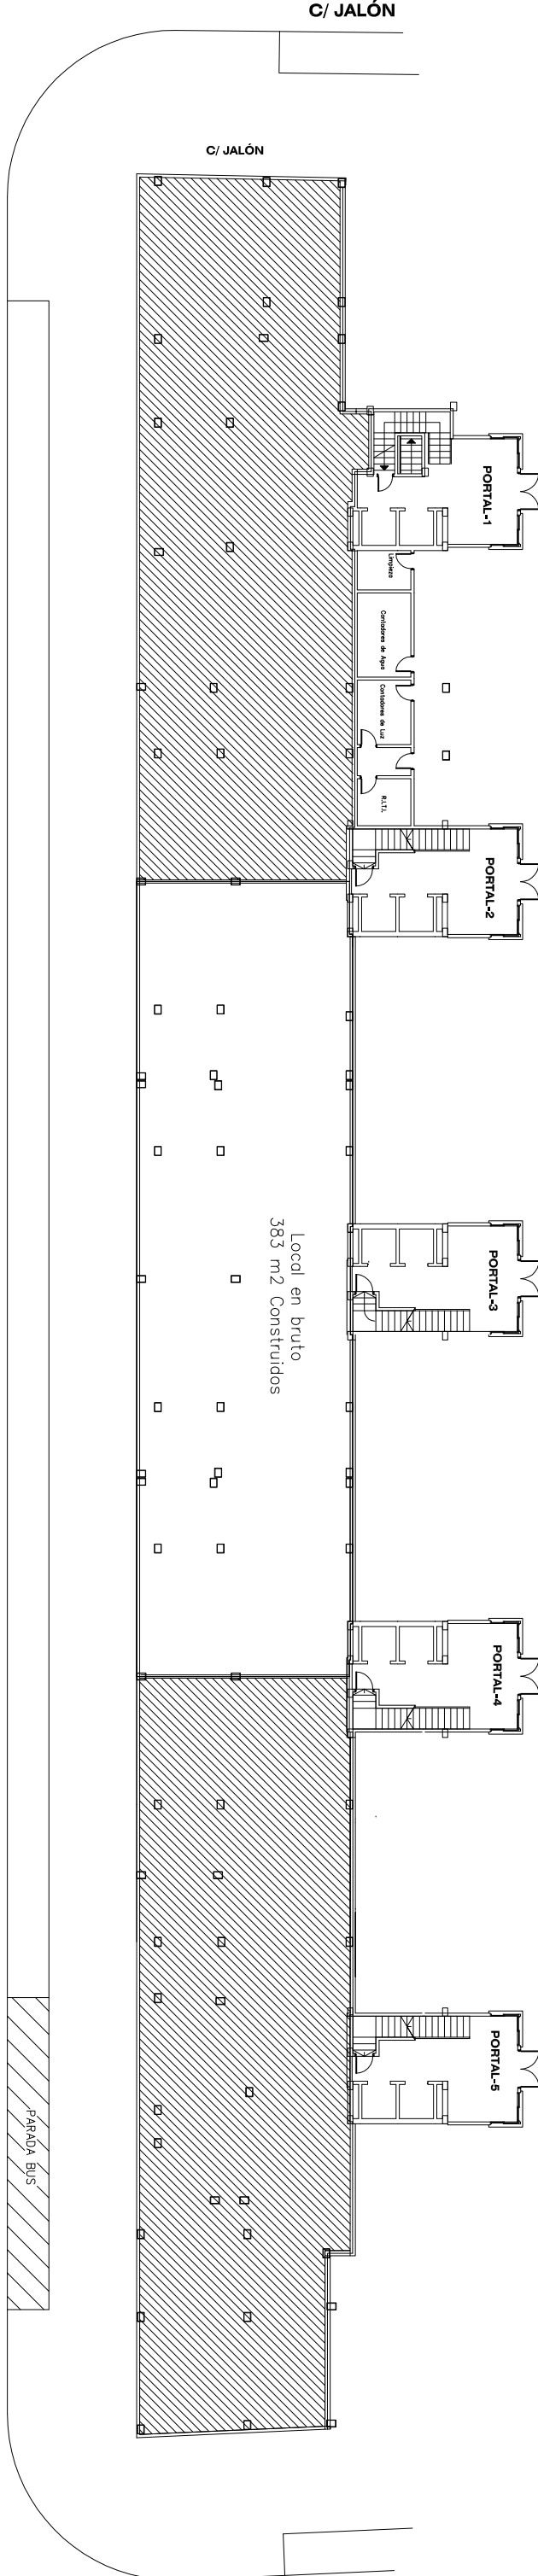 C/ JALÓN
C/ JALÓN
PORTAL-1
Limpieza
Contadores de Agua
Contadores de Luz
R.I.T.I.
PORTAL-2
Local en bruto
383 m2 Construidos
PORTAL-3
PORTAL-4
PORTAL-5
PARADA BUS